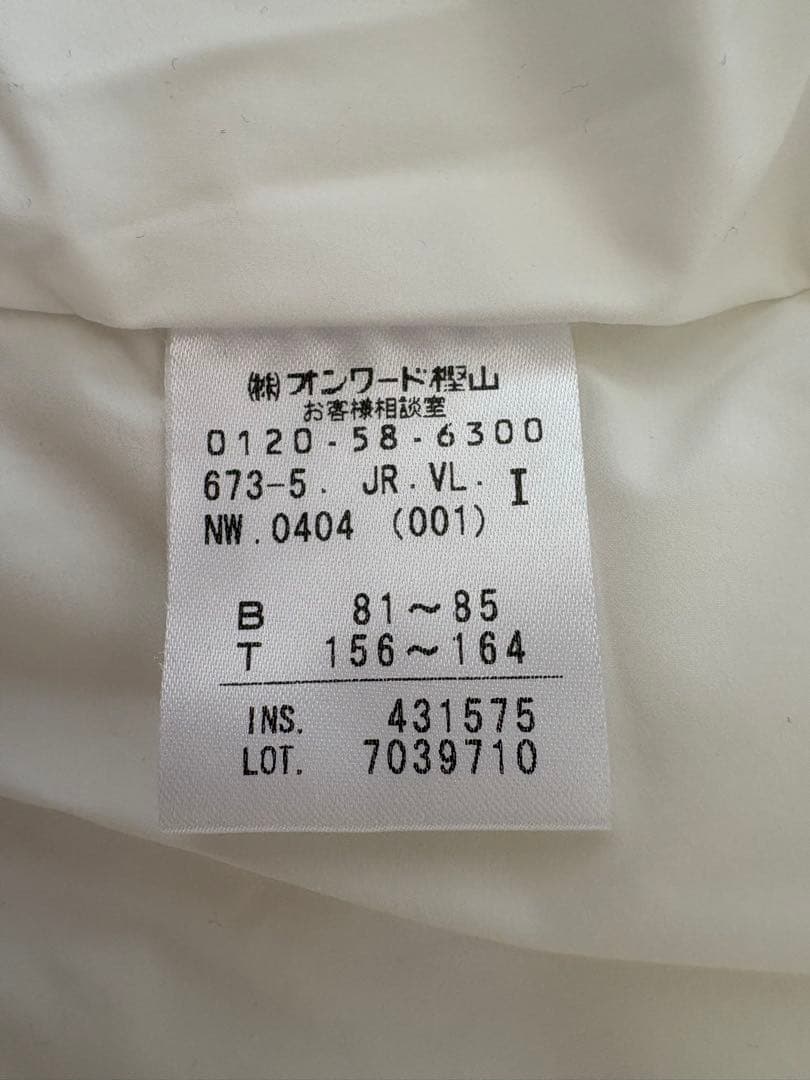 ㈱オンワード樫山
お客様相談室
0120-58-6300
673-5. JR.VL. I
NW.0404 (001)
B 81~85
T 156~164
INS. 431575
LOT. 7039710